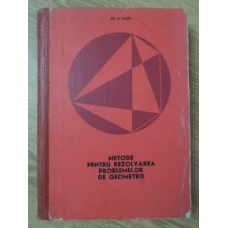 METODE
PENTRU REZOLVAREA
PROBLEMELOR
DE GEOMETRIE